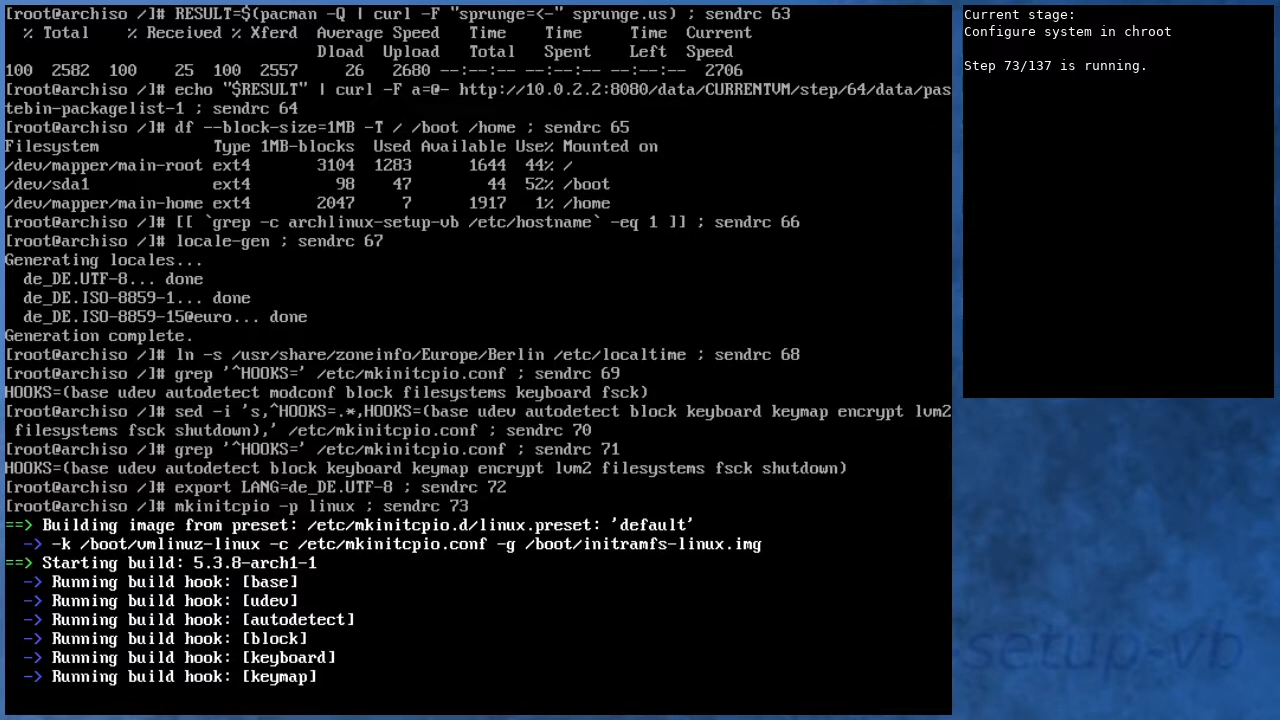 [root@archiso /]# RESULT=$(pacman -Q | curl -F "sprunge=<-" sprunge.us) ; sendrc 63
  % Total    % Received % Xferd  Average Speed   Time    Time     Time  Current
                                 Dload  Upload   Total   Spent    Left  Speed
100  2582  100    25  100  2557     26   2680 --:--:-- --:--:-- --:--:--  2706
[root@archiso /]# echo "$RESULT" | curl -F a=@- http://10.0.2.2:8080/data/CURRENTVM/step/64/data/pas
tebin-packagelist-1 ; sendrc 64
[root@archiso /]# df --block-size=1MB -T / /boot /home ; sendrc 65
Filesystem            Type 1MB-blocks  Used Available Use% Mounted on
/dev/mapper/main-root ext4       3104  1283      1644  44% /
/dev/sda1             ext4         98    47        44  52% /boot
/dev/mapper/main-home ext4       2047     7      1917   1% /home
[root@archiso /]# [[ `grep -c archlinux-setup-vb /etc/hostname` -eq 1 ]] ; sendrc 66
[root@archiso /]# locale-gen ; sendrc 67
Generating locales...
  de_DE.UTF-8... done
  de_DE.ISO-8859-1... done
  de_DE.ISO-8859-15@euro... done
Generation complete.
[root@archiso /]# ln -s /usr/share/zoneinfo/Europe/Berlin /etc/localtime ; sendrc 68
[root@archiso /]# grep '^HOOKS=' /etc/mkinitcpio.conf ; sendrc 69
HOOKS=(base udev autodetect modconf block filesystems keyboard fsck)
[root@archiso /]# sed -i 's,^HOOKS=.*,HOOKS=(base udev autodetect block keyboard keymap encrypt lvm2
 filesystems fsck shutdown),' /etc/mkinitcpio.conf ; sendrc 70
[root@archiso /]# grep '^HOOKS=' /etc/mkinitcpio.conf ; sendrc 71
HOOKS=(base udev autodetect block keyboard keymap encrypt lvm2 filesystems fsck shutdown)
[root@archiso /]# export LANG=de_DE.UTF-8 ; sendrc 72
[root@archiso /]# mkinitcpio -p linux ; sendrc 73
==> Building image from preset: /etc/mkinitcpio.d/linux.preset: 'default'
  -> -k /boot/vmlinuz-linux -c /etc/mkinitcpio.conf -g /boot/initramfs-linux.img
==> Starting build: 5.3.8-arch1-1
  -> Running build hook: [base]
  -> Running build hook: [udev]
  -> Running build hook: [autodetect]
  -> Running build hook: [block]
  -> Running build hook: [keyboard]
  -> Running build hook: [keymap]
Current stage:
Configure system in chroot
Step 73/137 is running.
-setup-vb